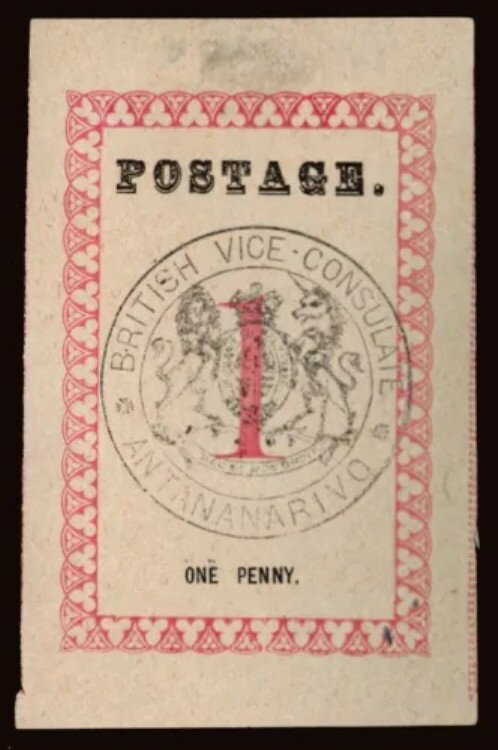 POSTAGE.
BRITISH VICE-CONSULATE
ANTANANARIVO
1
ONE PENNY.